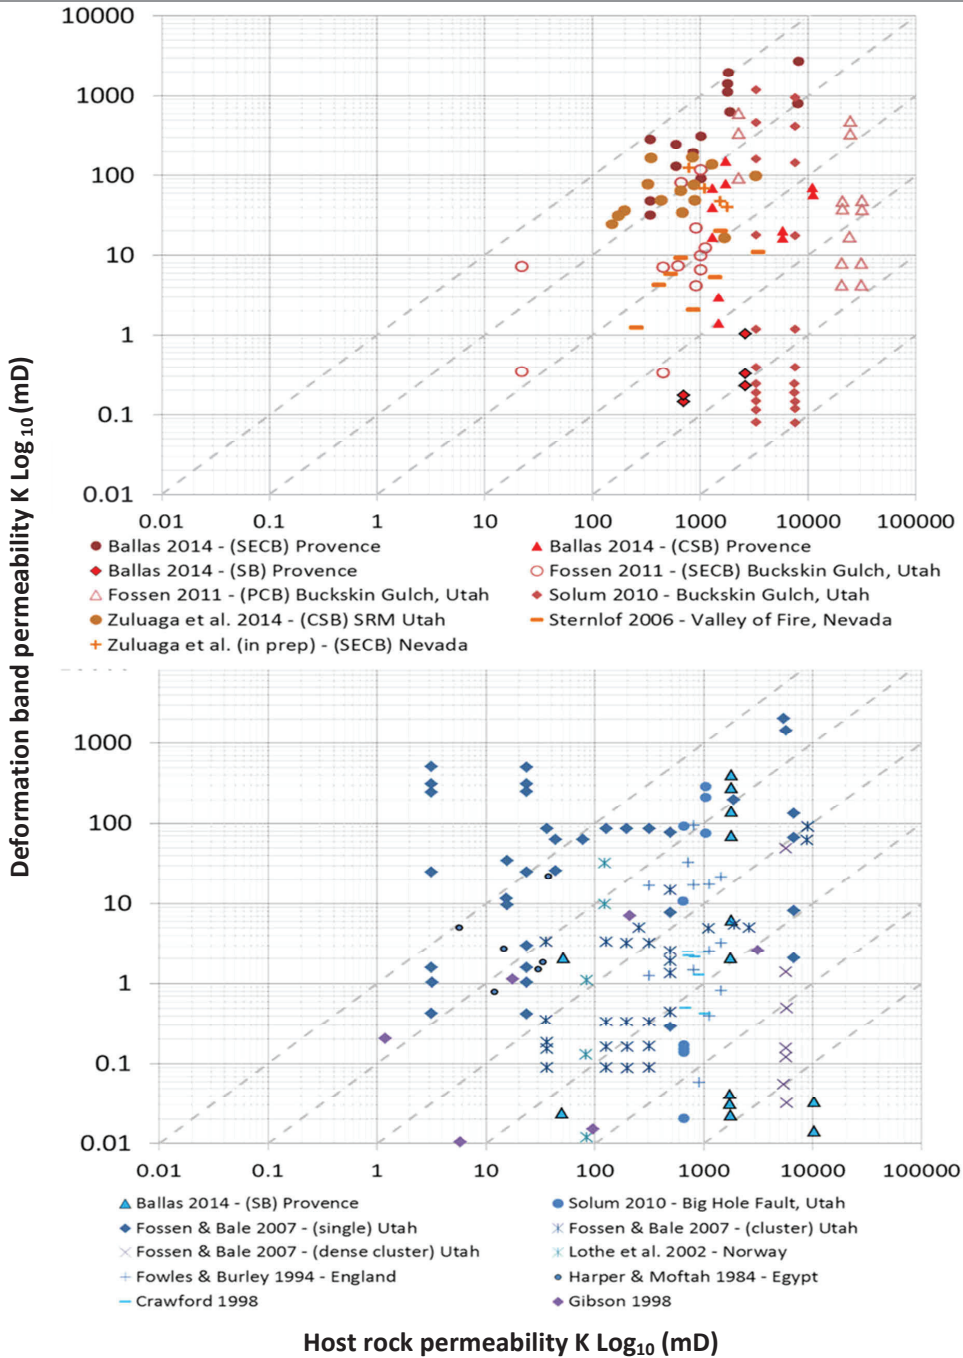 10000
1000
100
10
1
0.1
0.01
0.01 0.1 1 10 100 1000 10000 100000
Ballas 2014 - (SECB) Provence
Ballas 2014 - (CSB) Provence
Ballas 2014 - (SB) Provence
Fossen 2011 - (SECB) Buckskin Gulch, Utah
Fossen 2011 - (PCB) Buckskin Gulch, Utah
Solum 2010 - Buckskin Gulch, Utah
Zuluaga et al. 2014 - (CSB) SRM Utah
Sternlof 2006 - Valley of Fire, Nevada
Zuluaga et al. (in prep) - (SECB) Nevada
Deformation band permeability K Log 10 (mD)
1000
100
10
1
0.1
0.01
0.01 0.1 1 10 100 1000 10000 100000
Ballas 2014 - (SB) Provence
Solum 2010 - Big Hole Fault, Utah
Fossen & Bale 2007 - (single) Utah
Fossen & Bale 2007 - (cluster) Utah
Fossen & Bale 2007 - (dense cluster) Utah
Lothe et al. 2002 - Norway
Fowles & Burley 1994 - England
Harper & Moftah 1984 - Egypt
Crawford 1998
Gibson 1998
Host rock permeability K Log10 (mD)